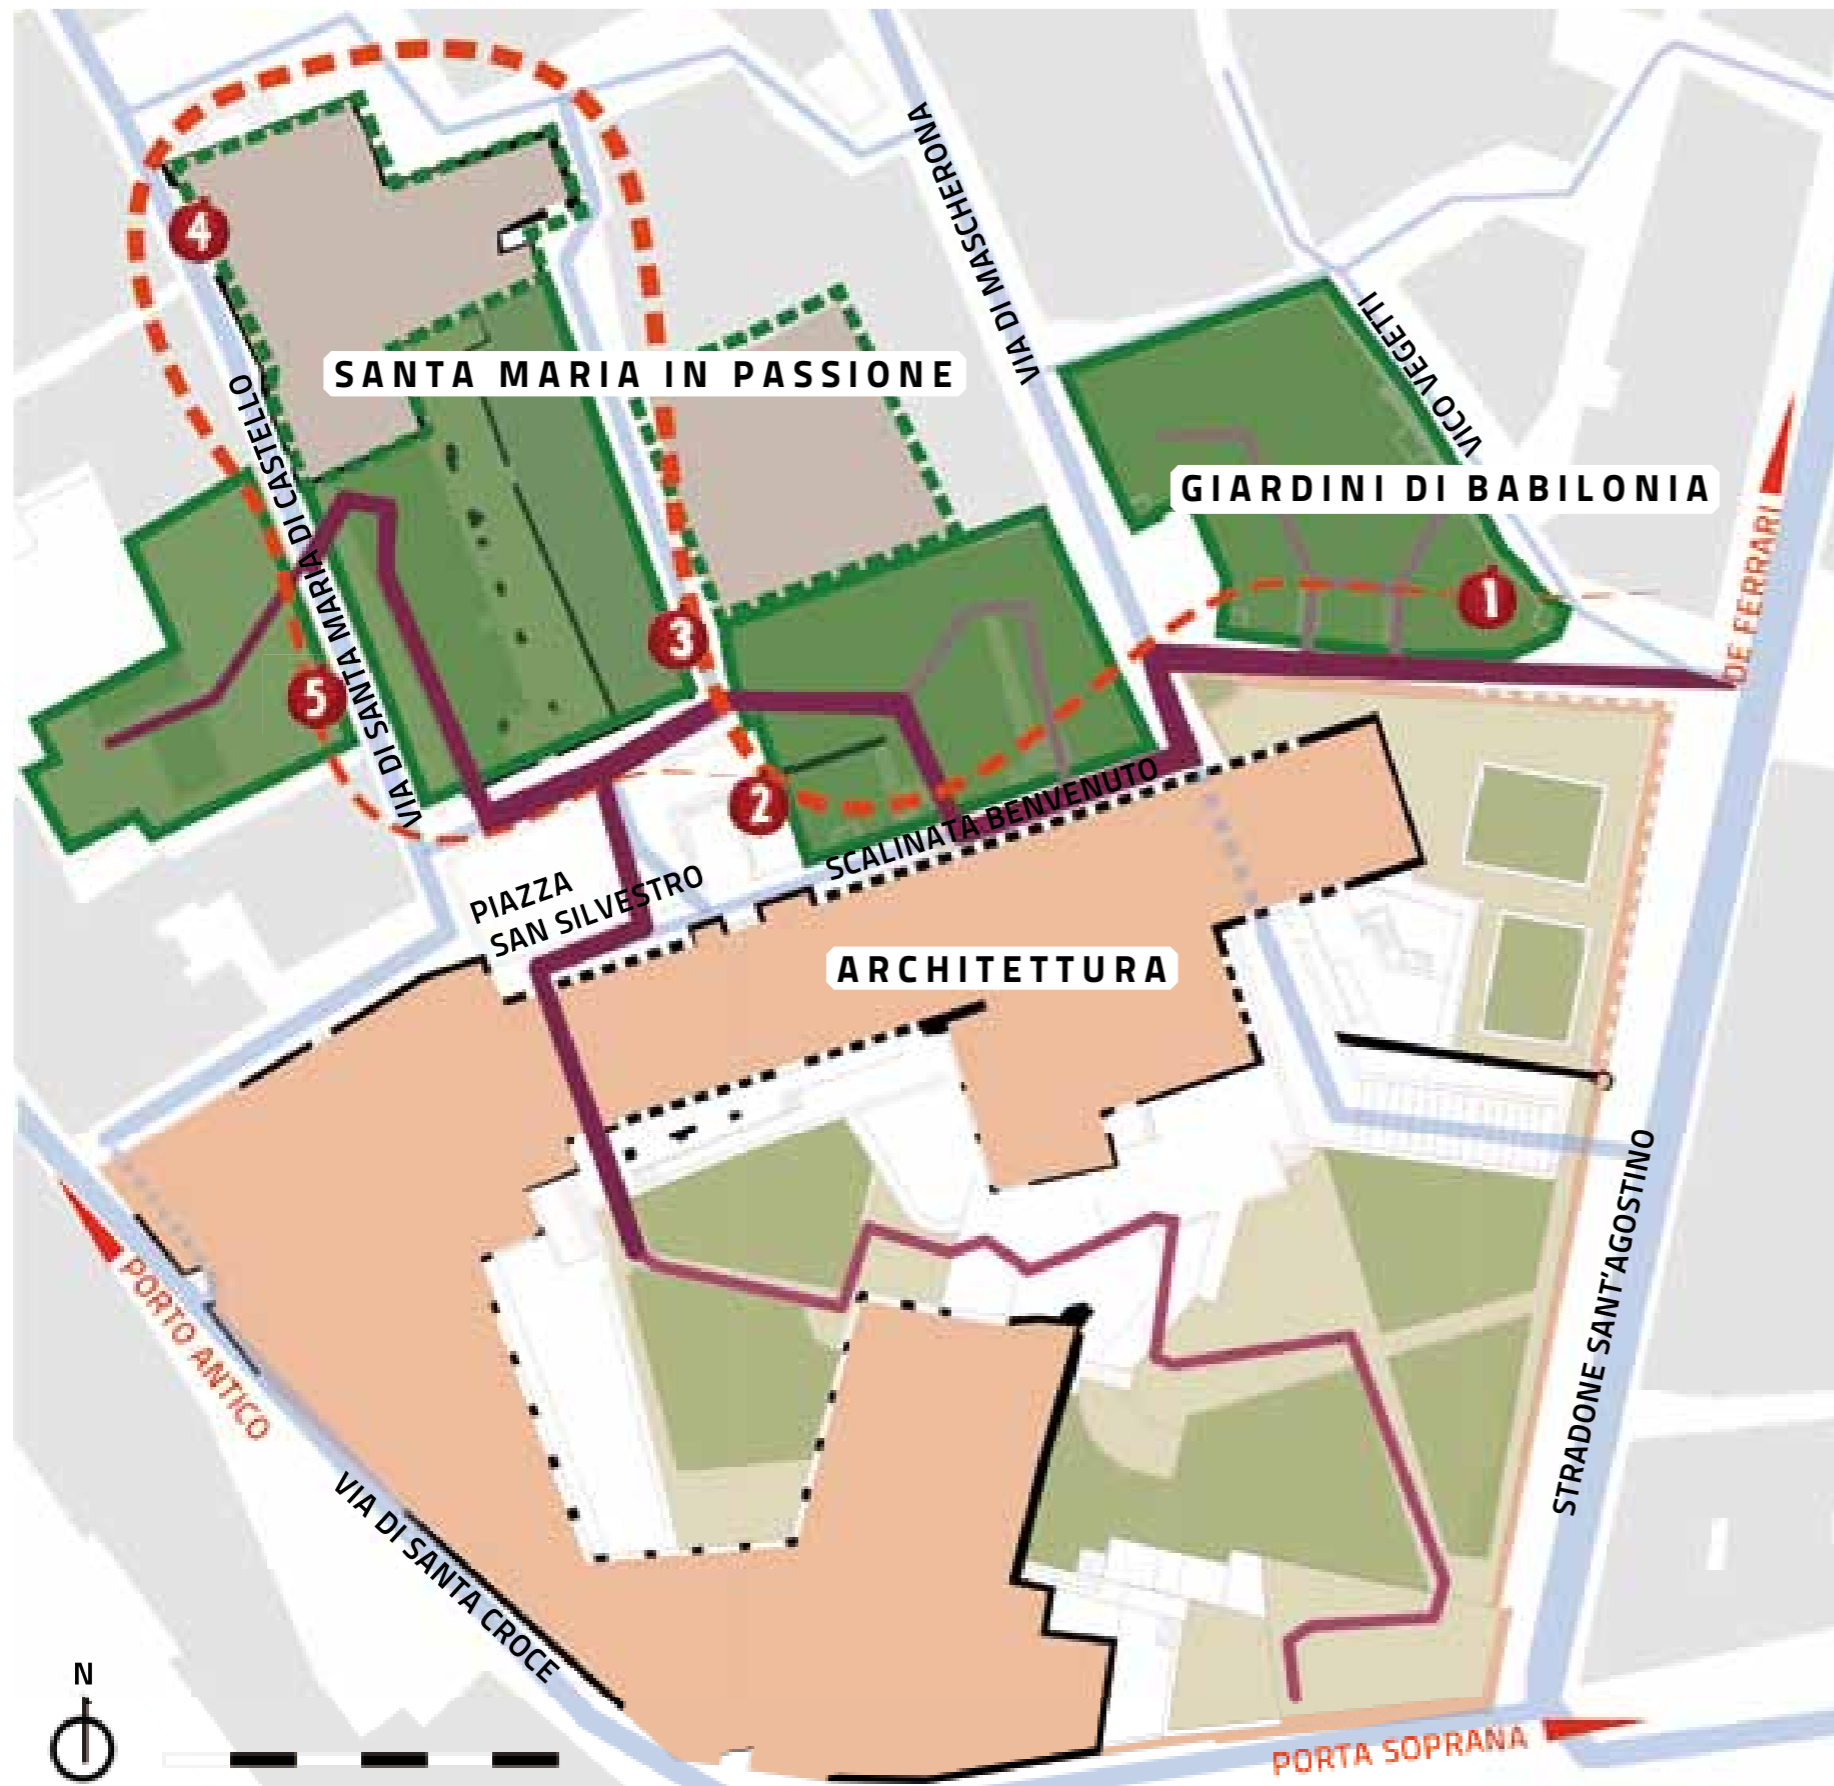 VIA DI MASCHERONA
4
VICO VEGETTI
SANTA MARIA IN PASSIONE
VIA DI SANTA MARIA DI CASTELLO
GIARDINI DI BABILONIA
DE FERRARI
1
3
5
2
SCALINATA BENVENUTO
PIAZZA
SAN SILVESTRO
ARCHITETTURA
STRADONE SANT'AGOSTINO
PORTO ANTICO
VIA DI SANTA CROCE
N
PORTA SOPRANA